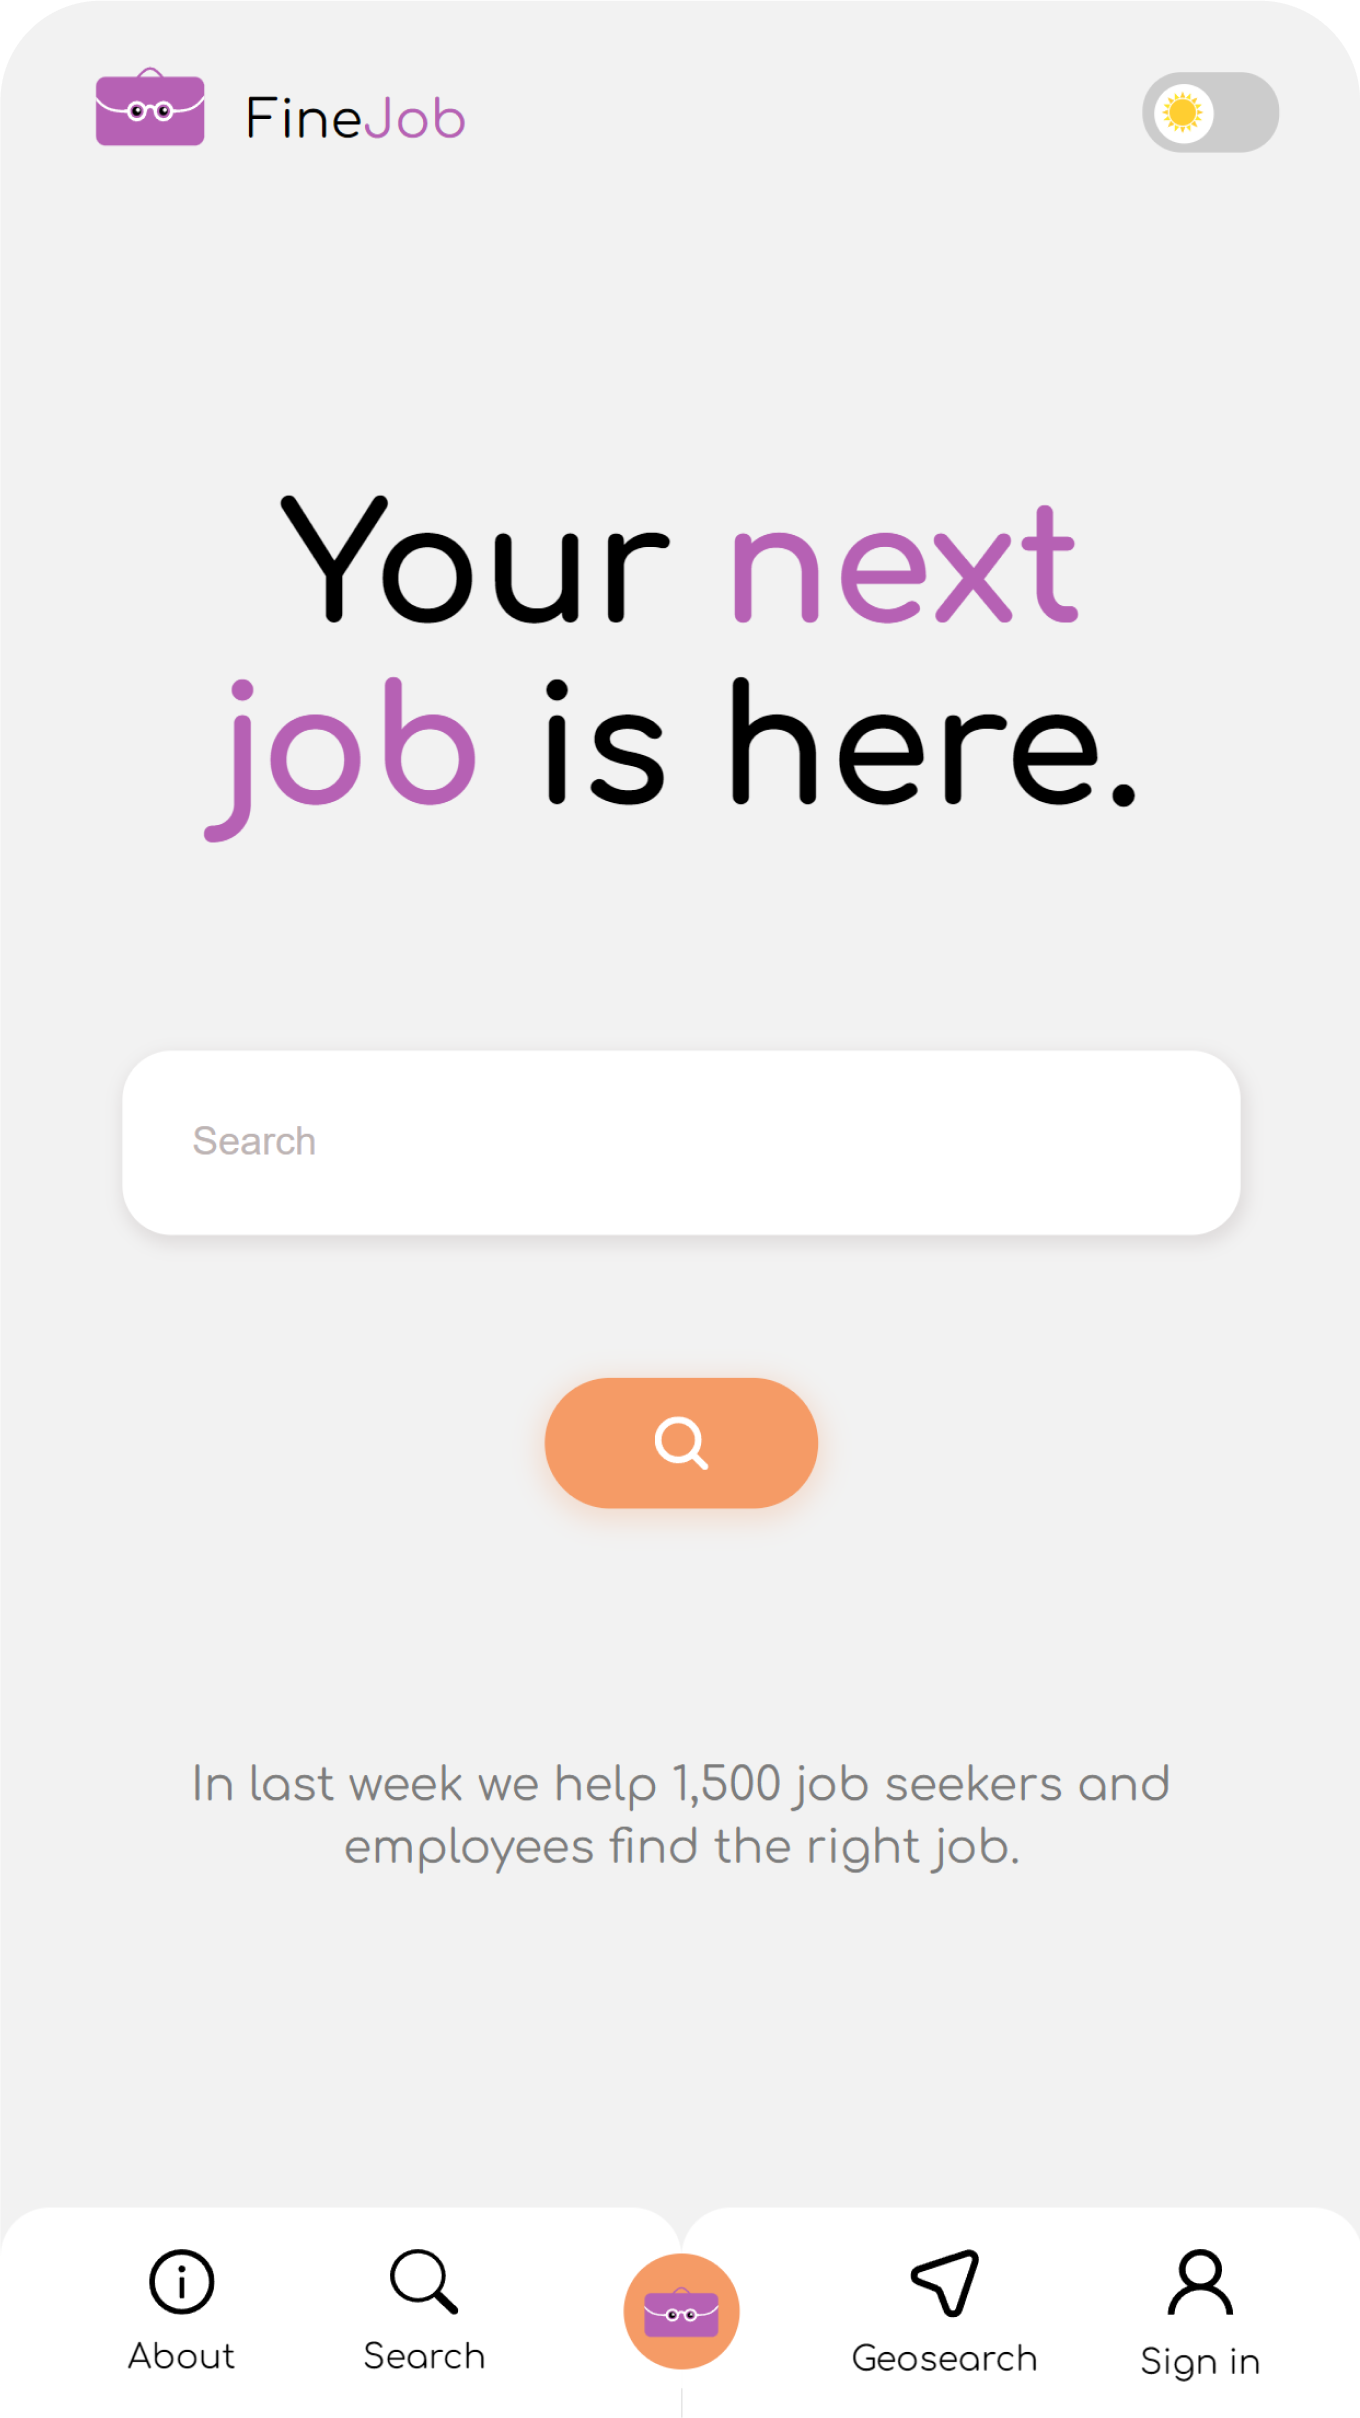 FineJob
Your next
job is here.
Search
In last week we help 1,500 job seekers and
employees find the right job.
About
Search
Geosearch
Sign in